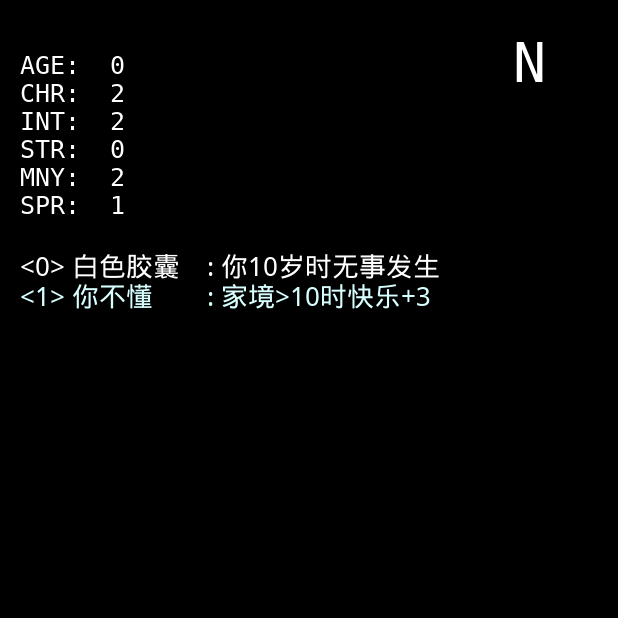 N
AGE: 0
CHR: 2
INT: 2
STR: 0
MNY: 2
SPR: 1
<0> 白色胶囊 : 你10岁时无事发生
<1> 你不懂 : 家境>10时快乐+3